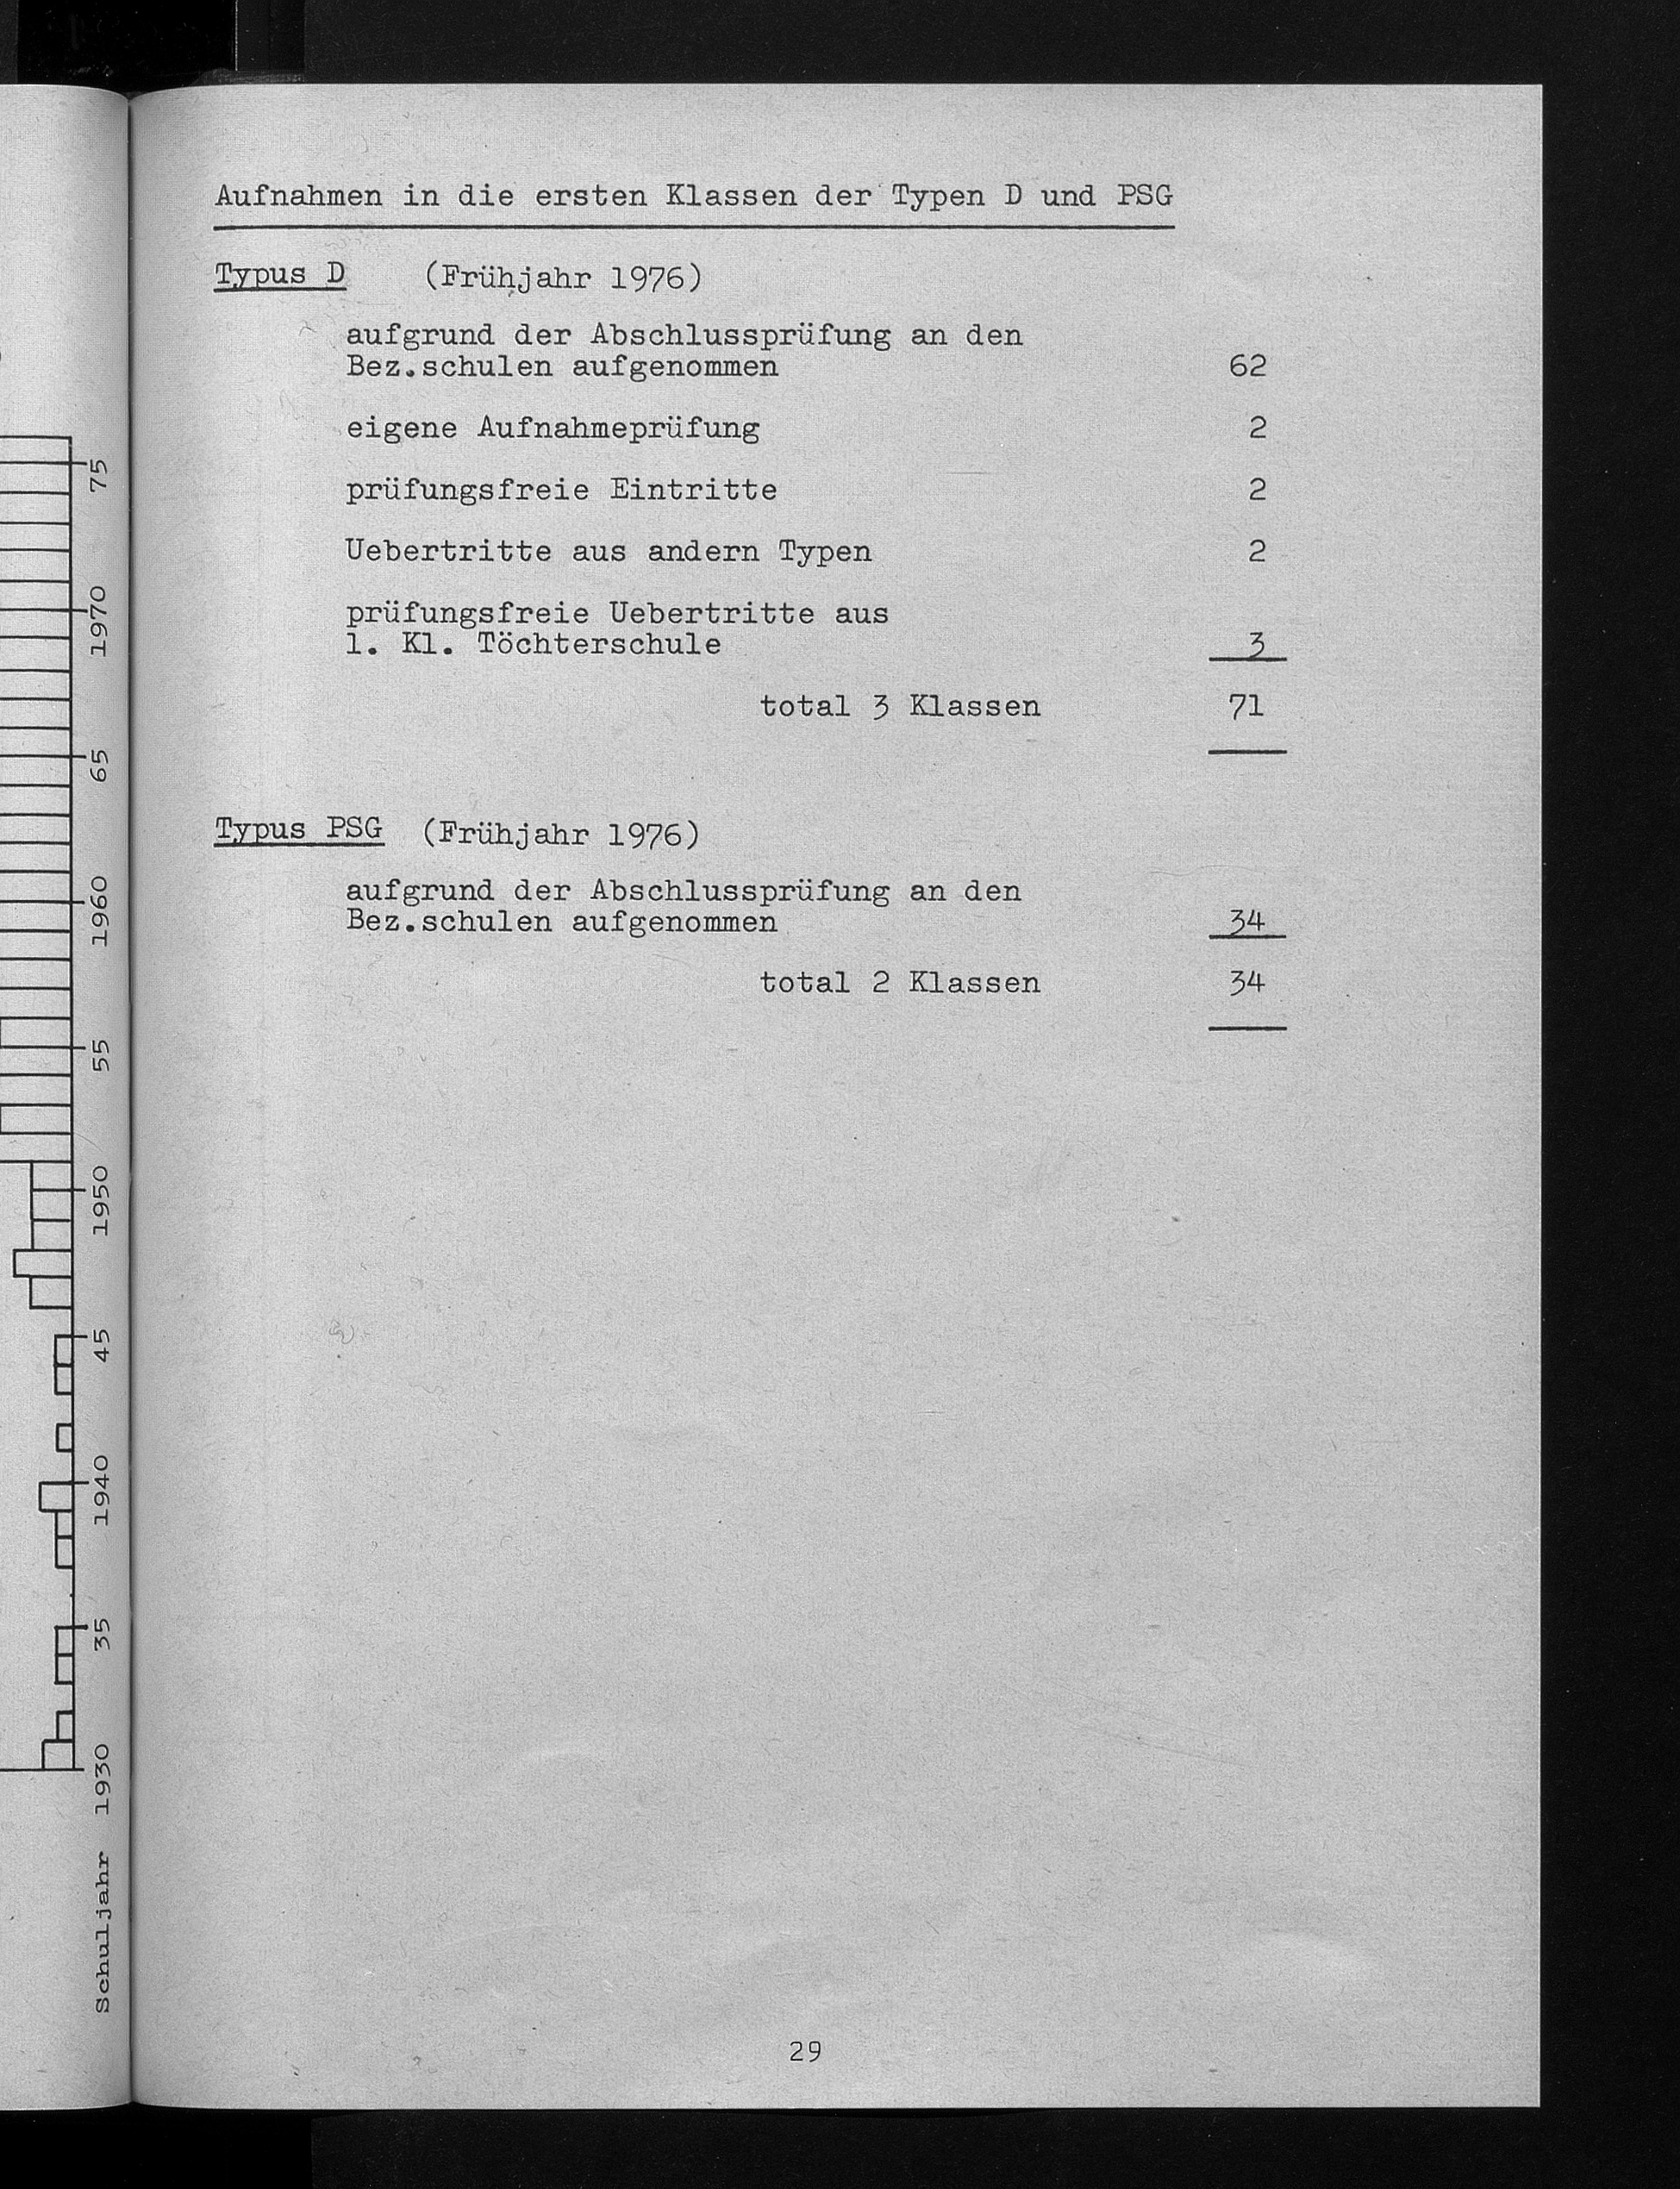 Aufnahmen in die ersten Klassen der Typen D und PSG
Typus D (Frühjahr 1976)
aufgrund der Abschlussprüfung an den
Bez.schulen aufgenommen 62
eigene Aufnahmeprüfung 2
prüfungsfreie Eintritte 2
Uebertritte aus andern Typen 2
prüfungsfreie Uebertritte aus
1. Kl. Töchterschule 3
total 3 Klassen 71
Typus PSG (Frühjahr 1976)
aufgrund der Abschlussprüfung an den
Bez.schulen aufgenommen 34
total 2 Klassen 34
29
Schuljahr 1930 35 1940 45 1950 55 1960 65 1970 75